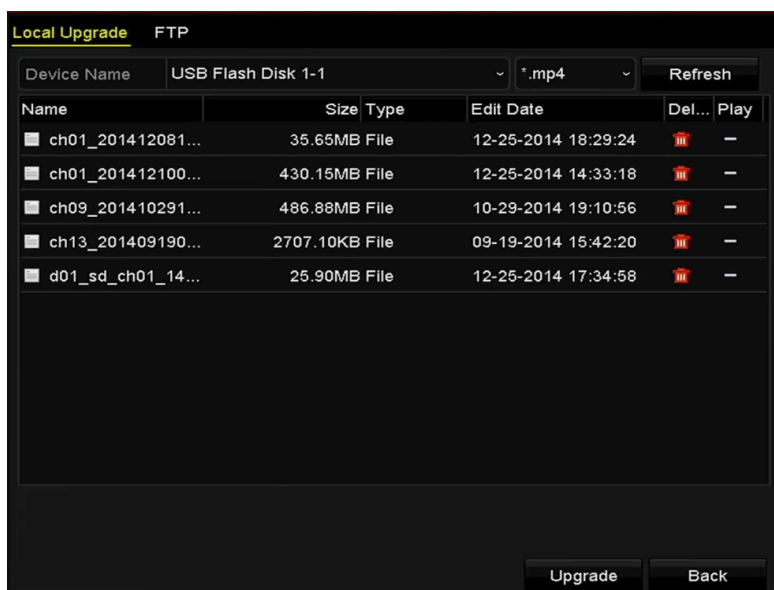 Local Upgrade FTP
Device Name USB Flash Disk 1-1 *.mp4 Refresh
Name Size Type Edit Date Del... Play
ch01_201412081... 35.65MB File 12-25-2014 18:29:24
ch01_201412100... 430.15MB File 12-25-2014 14:33:18
ch09_201410291... 486.88MB File 10-29-2014 19:10:56
ch13_201409190... 2707.10KB File 09-19-2014 15:42:20
d01_sd_ch01_14... 25.90MB File 12-25-2014 17:34:58
Upgrade Back